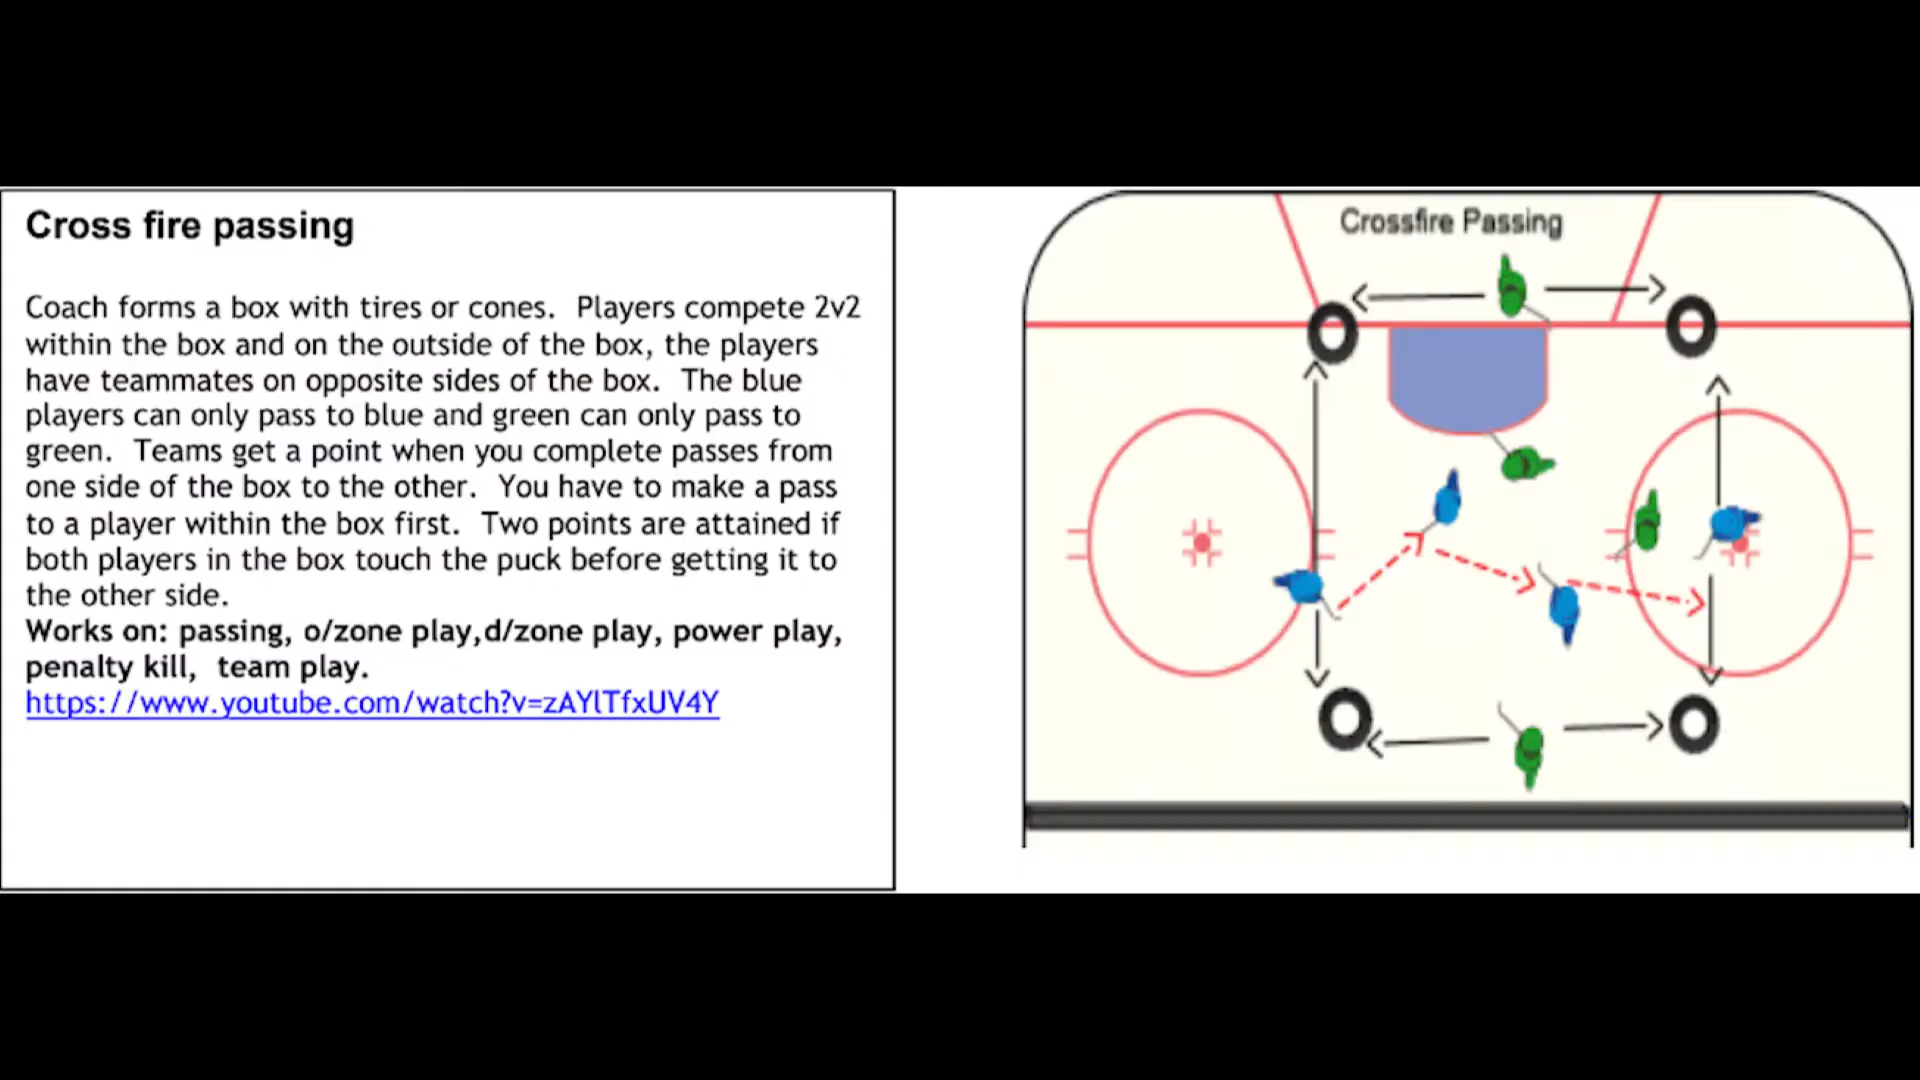 Cross fire passing
Coach forms a box with tires or cones.  Players compete 2v2
within the box and on the outside of the box, the players
have teammates on opposite sides of the box.  The blue
players can only pass to blue and green can only pass to
green.  Teams get a point when you complete passes from
one side of the box to the other.  You have to make a pass
to a player within the box first.  Two points are attained if
both players in the box touch the puck before getting it to
the other side.
Works on: passing, o/zone play,d/zone play, power play,
penalty kill,  team play.
https://www.youtube.com/watch?v=zAYlTfxUV4Y
Crossfire Passing